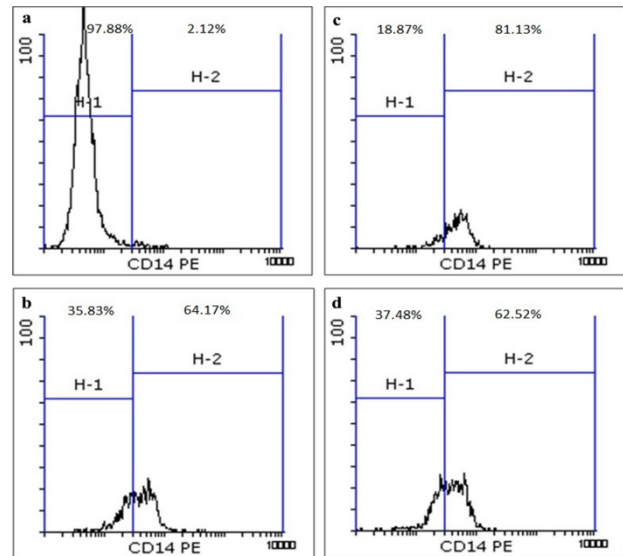 a
97.88% 2.12%
100
H-1
H-2
CD14 PE
10000
c
18.87% 81.13%
100
H-1
H-2
CD14 PE
10000
b
35.83% 64.17%
100
H-1
H-2
CD14 PE
10000
d
37.48% 62.52%
100
H-1
H-2
CD14 PE
10000